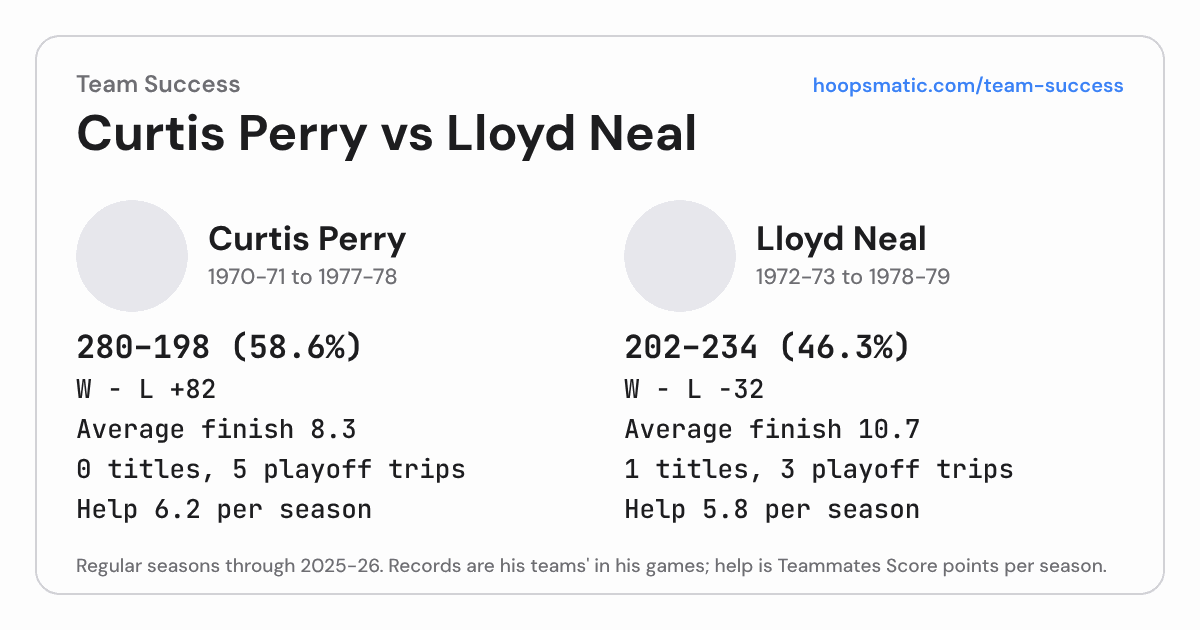 Team Success
hoopsmatic.com/team-success
Curtis Perry vs Lloyd Neal
Curtis Perry
1970-71 to 1977-78
280-198 (58.6%)
W - L +82
Average finish 8.3
0 titles, 5 playoff trips
Help 6.2 per season
Lloyd Neal
1972-73 to 1978-79
202-234 (46.3%)
W - L -32
Average finish 10.7
1 titles, 3 playoff trips
Help 5.8 per season
Regular seasons through 2025-26. Records are his teams' in his games; help is Teammates Score points per season.